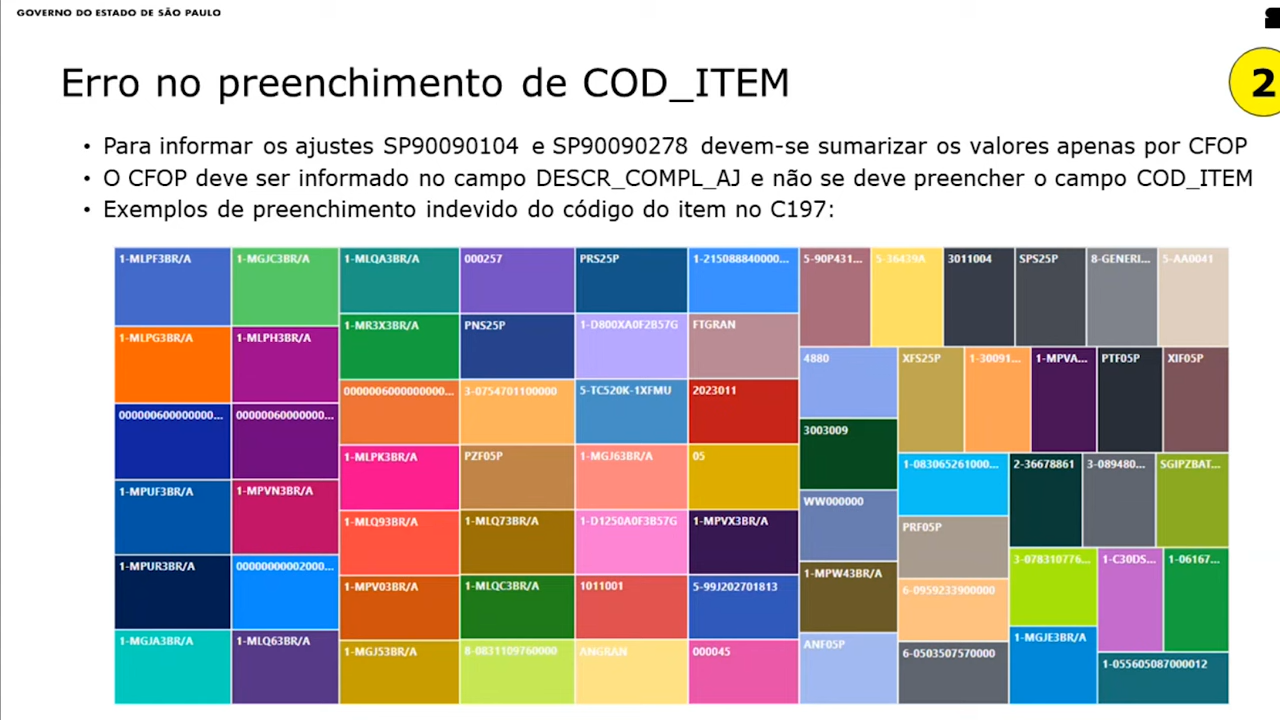 GOVERNO DO ESTADO DE SÃO PAULO
Erro no preenchimento de COD_ITEM
2
• Para informar os ajustes SP90090104 e SP90090278 devem-se sumarizar os valores apenas por CFOP
• O CFOP deve ser informado no campo DESCR_COMPL_AJ e não se deve preencher o campo COD_ITEM
• Exemplos de preenchimento indevido do código do item no C197:
1-MLPF3BR/A
1-MLPG3BR/A
000000600000000...
1-MPUF3BR/A
1-MPUR3BR/A
1-MGJA3BR/A
1-MGJC3BR/A
1-MLPH3BR/A
00000060000000...
1-MPVN3BR/A
00000000002000...
1-MLQ63BR/A
1-MLQA3BR/A
1-MR3X3BR/A
0000006000000000...
1-MLPK3BR/A
1-MLQ93BR/A
1-MPV03BR/A
1-MGJ53BR/A
000257
PNS25P
3-0754701100000
PZF05P
1-MLQ73BR/A
1-MLQC3BR/A
8-0831109760000
PRS25P
1-D800XA0F2B57G
5-TC520K-1XFMU
1-MGJ63BR/A
1-D1250A0F3B57G
1011001
ANGRAN
1-215088840000...
FTGRAN
2023011
05
1-MPVX3BR/A
5-99J202701813
000045
5-90P431...
5-36439A
3011004
SPS25P
8-GENERI...
5-AA0041
4880
3003009
WW000000
1-MPW43BR/A
ANF05P
XFS25P
1-30091...
1-MPVA...
PTF05P
XIF05P
1-083065261000...
PRF05P
6-0959233900000
6-0503507570000
2-36678861
3-089480...
SGIPZBAT...
3-078310776...
1-C30DS...
1-06167...
1-MGJE3BR/A
1-055605087000012